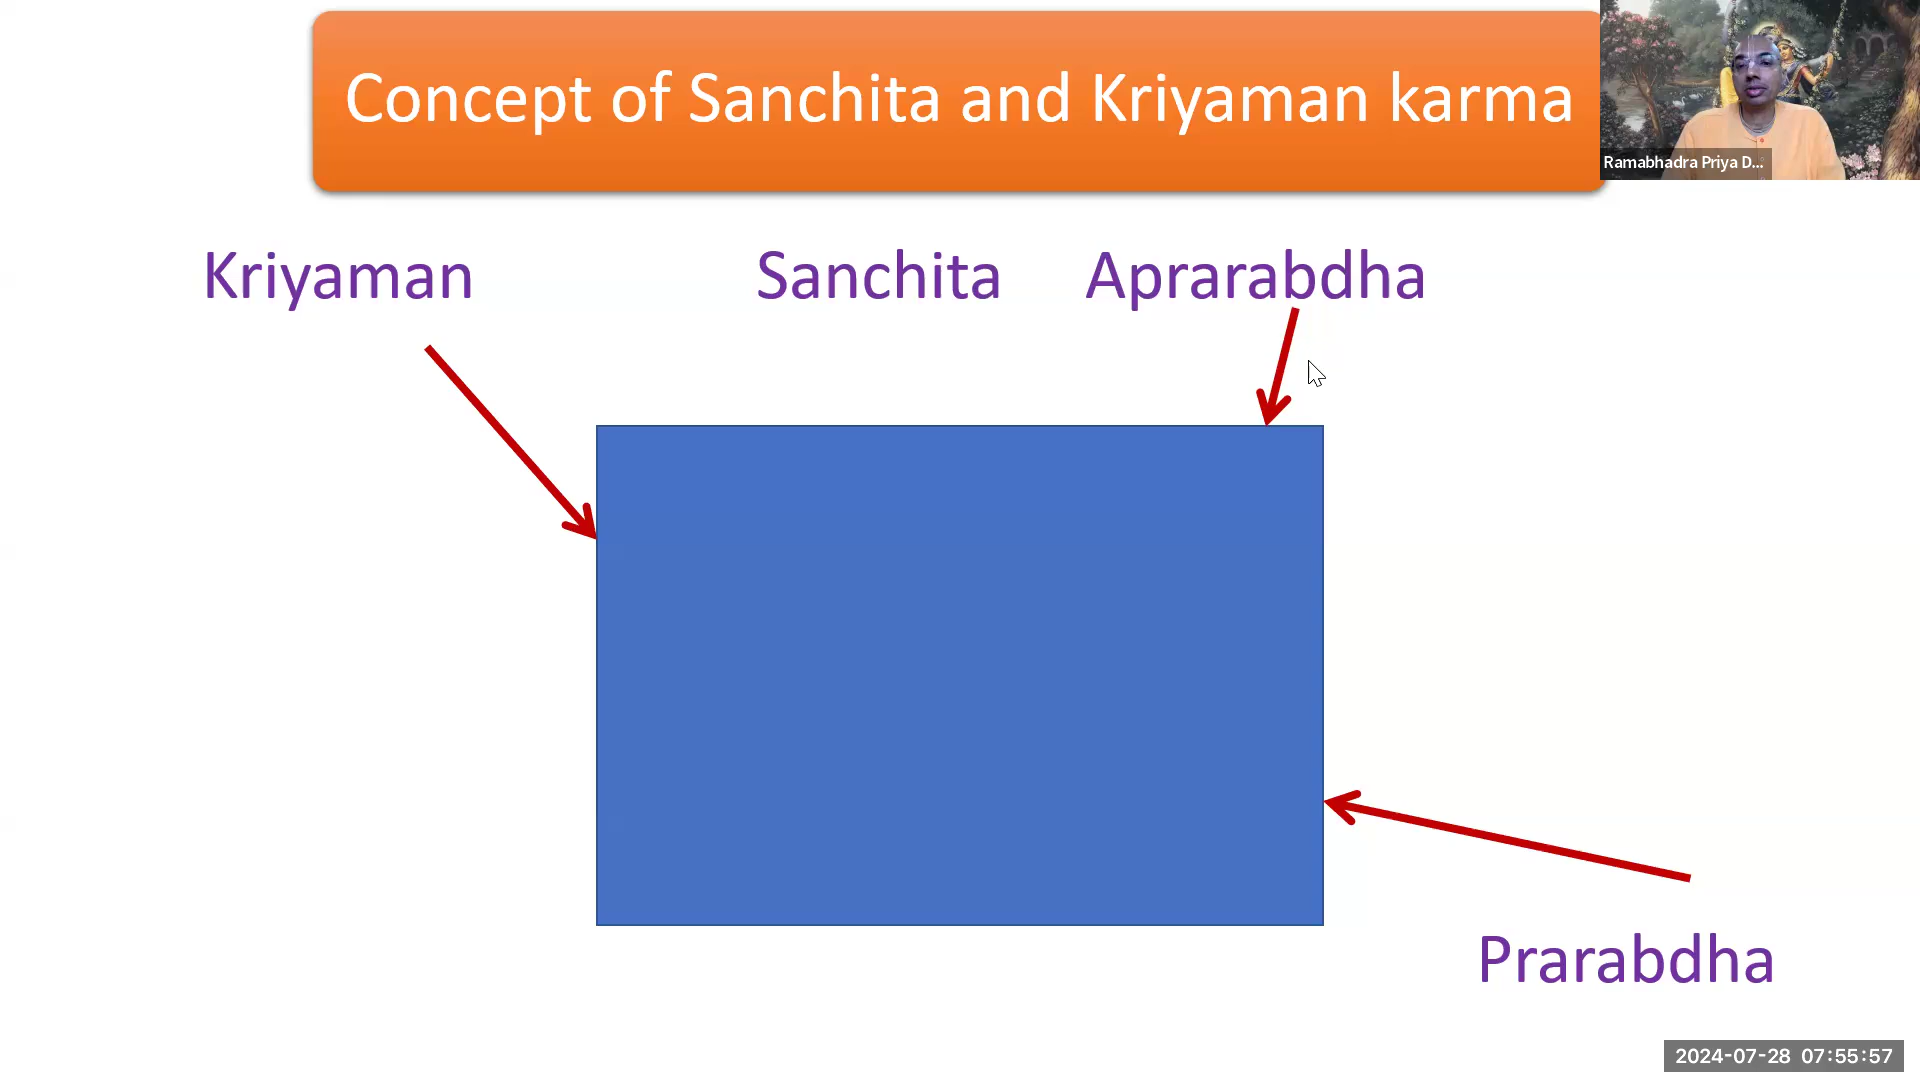 Concept of Sanchita and Kriyaman karma
Ramabhadra Priya D...
Kriyaman Sanchita Aprarabdha
Prarabdha
2024-07-28 07:55:57